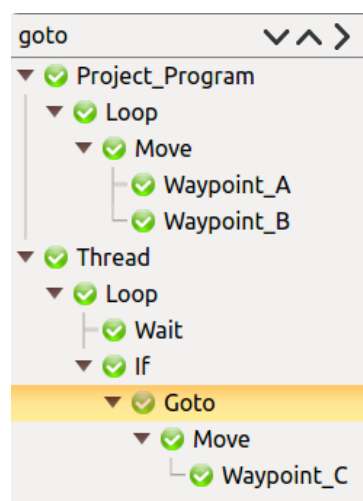 goto
Project_Program
Loop
Move
Waypoint_A
Waypoint_B
Thread
Loop
Wait
If
Goto
Move
Waypoint_C